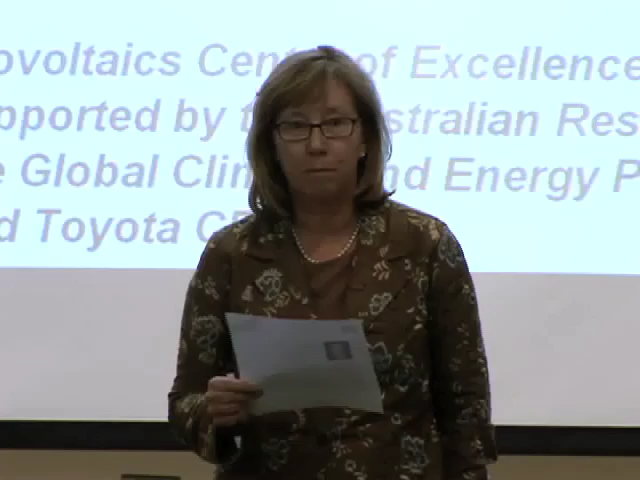 ovoltaics Cent of Excellence
pported by t stralian Res
e Global Clim nd Energy P
d Toyota C